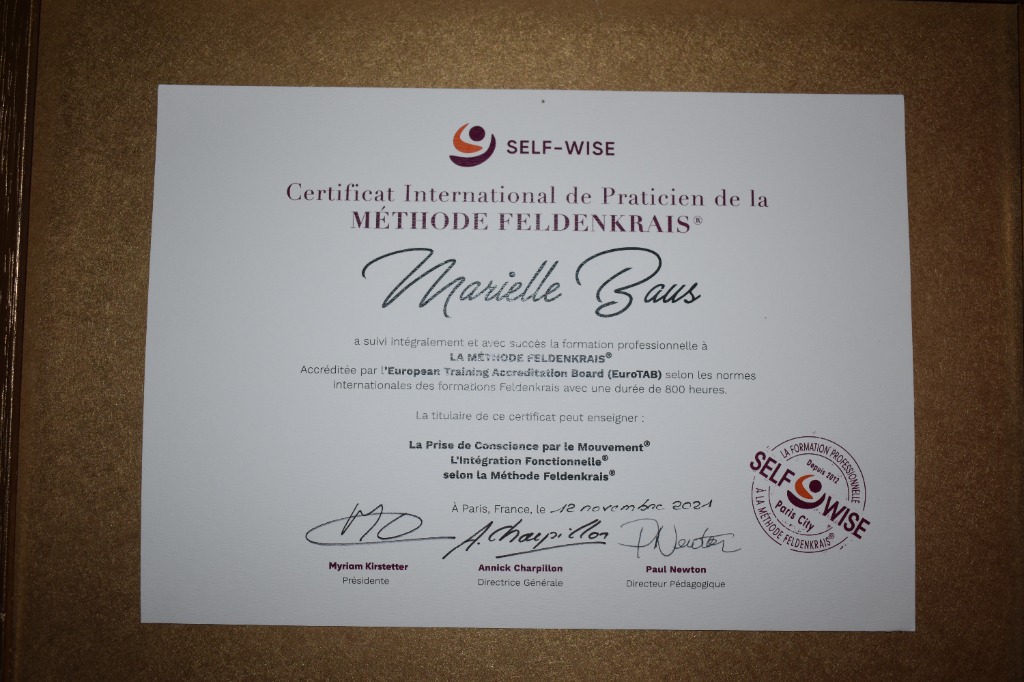 SELF-WISE
Certificat International de Praticien de la
MÉTHODE FELDENKRAIS®
Marielle Baus
a suivi intégralement et avec succès la formation professionnelle à
LA MÉTHODE FELDENKRAIS®
Accréditée par l'European Training Accreditation Board (EuroTAB) selon les normes
internationales des formations Feldenkrais avec une durée de 800 heures.
La titulaire de ce certificat peut enseigner :
La Prise de Conscience par le Mouvement®
L'Intégration Fonctionnelle®
selon la Méthode Feldenkrais®
À Paris, France, le 12 novembre 2021
A. Charpillon
P Newton
Myriam Kirstetter
Présidente
Annick Charpillon
Directrice Générale
Paul Newton
Directeur Pédagogique
LA FORMATION PROFESSIONNELLE
Depuis 2012
SELF WISE
Paris City
À LA MÉTHODE FELDENKRAIS®